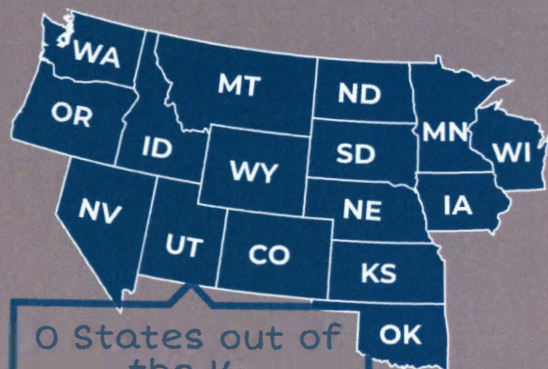 WA
MT
ND
OR
MN
ID
SD
WI
WY
NV
NE
IA
UT
CO
KS
OK
0 States out of
the